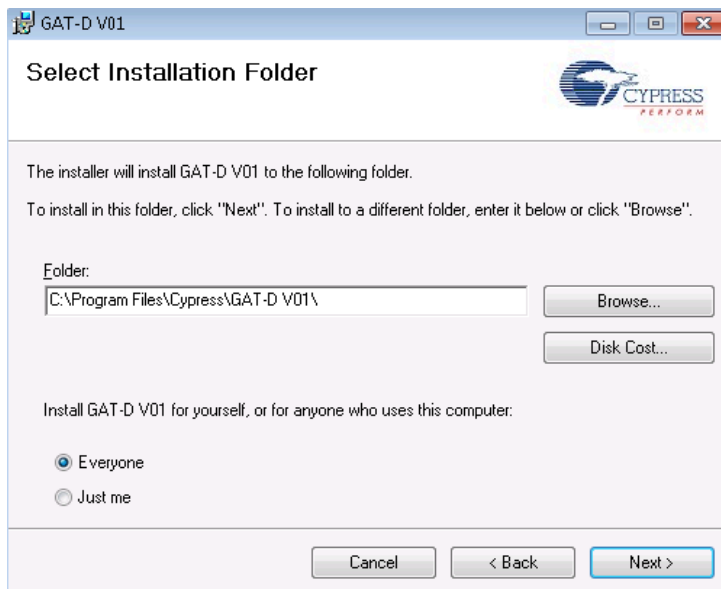 GAT-D V01
Select Installation Folder
CYPRESS
PERFORM
The installer will install GAT-D V01 to the following folder.
To install in this folder, click "Next". To install to a different folder, enter it below or click "Browse".
Folder:
C:\Program Files\Cypress\GAT-D V01\
Browse...
Disk Cost...
Install GAT-D V01 for yourself, or for anyone who uses this computer:
Everyone
Just me
Cancel
< Back
Next >